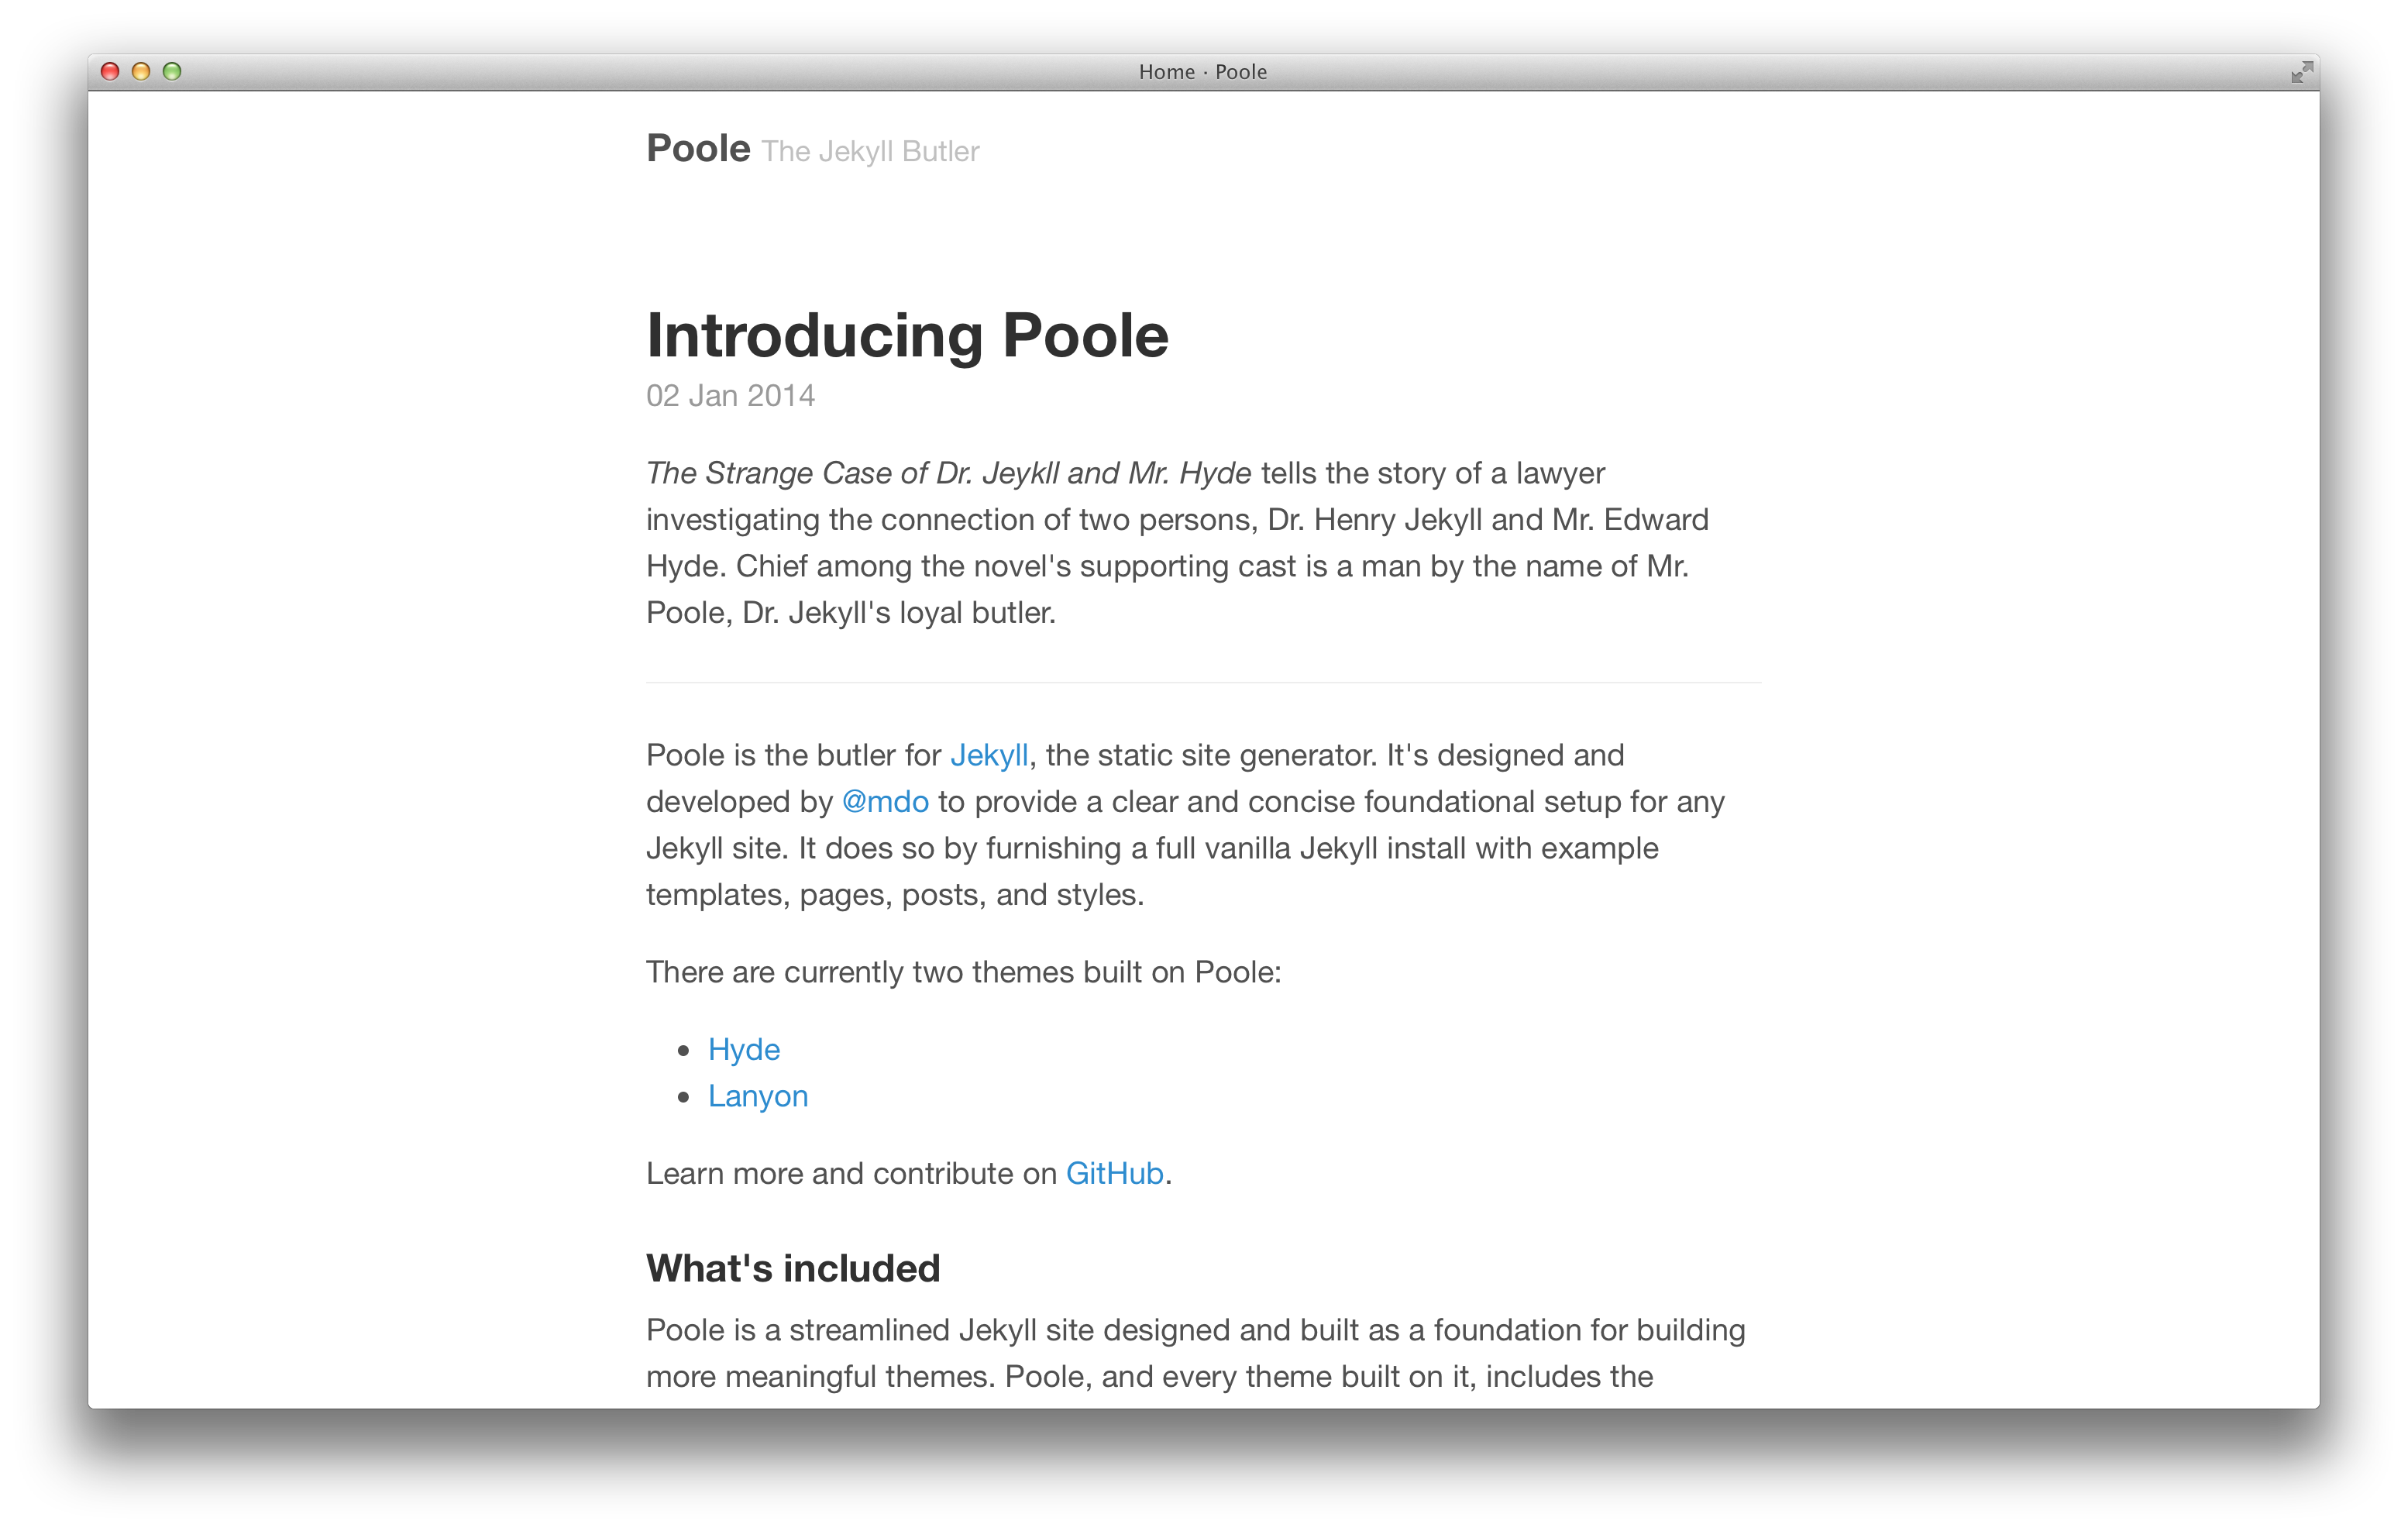 Home · Poole
Poole The Jekyll Butler
Introducing Poole
02 Jan 2014
The Strange Case of Dr. Jeykll and Mr. Hyde tells the story of a lawyer
investigating the connection of two persons, Dr. Henry Jekyll and Mr. Edward
Hyde. Chief among the novel's supporting cast is a man by the name of Mr.
Poole, Dr. Jekyll's loyal butler.
Poole is the butler for Jekyll, the static site generator. It's designed and
developed by @mdo to provide a clear and concise foundational setup for any
Jekyll site. It does so by furnishing a full vanilla Jekyll install with example
templates, pages, posts, and styles.
There are currently two themes built on Poole:
• Hyde
• Lanyon
Learn more and contribute on GitHub.
What's included
Poole is a streamlined Jekyll site designed and built as a foundation for building
more meaningful themes. Poole, and every theme built on it, includes the